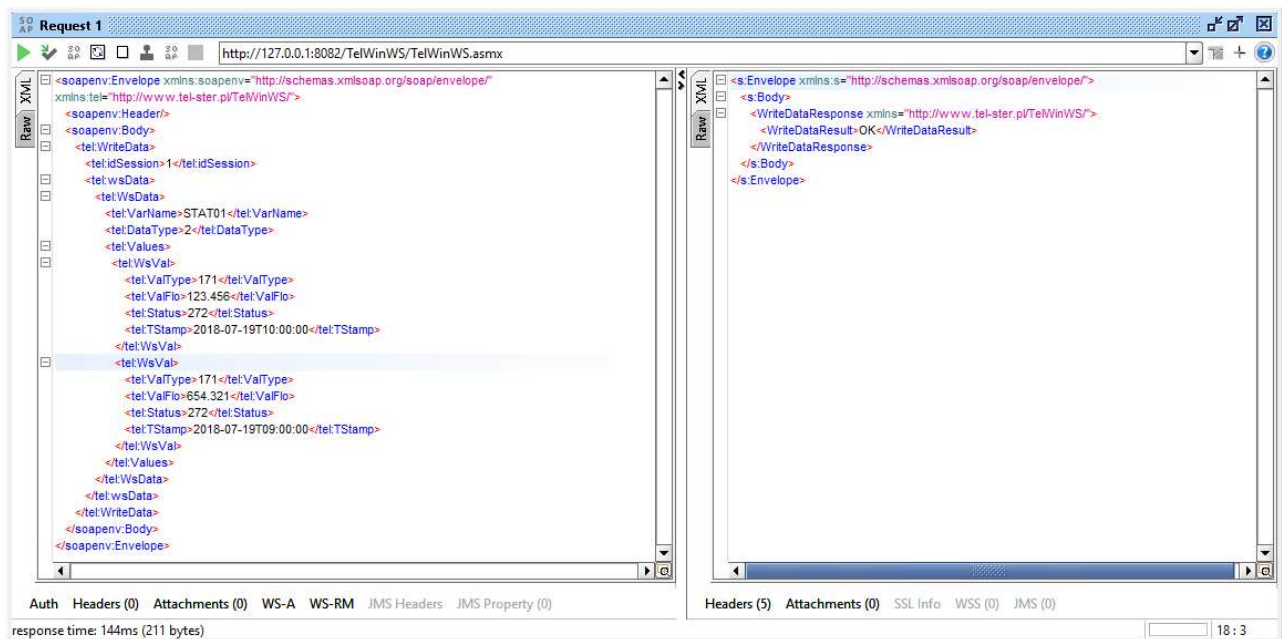 SOAP Request 1
http://127.0.0.1:8082/TelWinWS/TelWinWS.asmx
XML
Raw
<soapenv:Envelope xmlns:soapenv="http://schemas.xmlsoap.org/soap/envelope/"
xmlns:tel="http://www.tel-ster.pl/TelWinWS/">
<soapenv:Header/>
<soapenv:Body>
<tel:WriteData>
<tel:idSession>1</tel:idSession>
<tel:wsData>
<tel:WsData>
<tel:VarName>STAT01</tel:VarName>
<tel:DataType>2</tel:DataType>
<tel:Values>
<tel:WsVal>
<tel:ValType>171</tel:ValType>
<tel:ValFlo>123.456</tel:ValFlo>
<tel:Status>272</tel:Status>
<tel:TStamp>2018-07-19T10:00:00</tel:TStamp>
</tel:WsVal>
<tel:WsVal>
<tel:ValType>171</tel:ValType>
<tel:ValFlo>654.321</tel:ValFlo>
<tel:Status>272</tel:Status>
<tel:TStamp>2018-07-19T09:00:00</tel:TStamp>
</tel:WsVal>
</tel:Values>
</tel:WsData>
</tel:wsData>
</tel:WriteData>
</soapenv:Body>
</soapenv:Envelope>
Auth Headers (0) Attachments (0) WS-A WS-RM JMS Headers JMS Property (0)
XML
Raw
<s:Envelope xmlns:s="http://schemas.xmlsoap.org/soap/envelope/">
<s:Body>
<WriteDataResponse xmlns="http://www.tel-ster.pl/TelWinWS/">
<WriteDataResult>OK</WriteDataResult>
</WriteDataResponse>
</s:Body>
</s:Envelope>
Headers (5) Attachments (0) SSL Info WSS (0) JMS (0)
response time: 144ms (211 bytes)
18 : 3